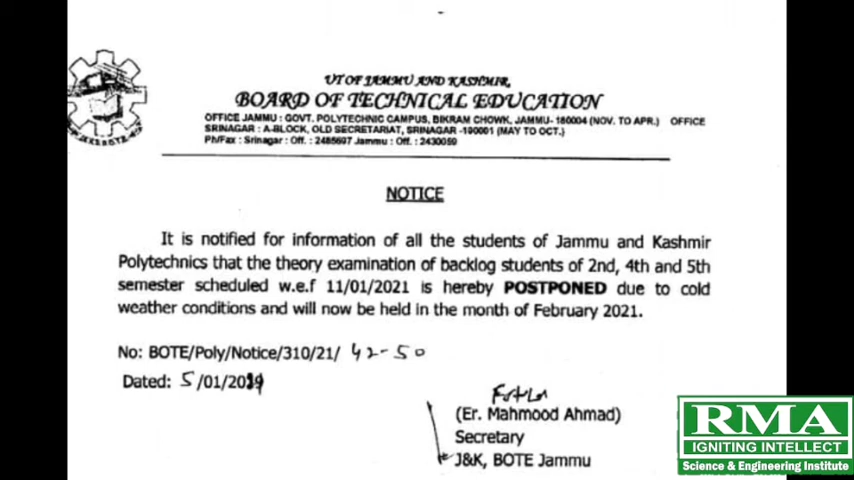 UT OF JAMMU AND KASHMIR,
BOARD OF TECHNICAL EDUCATION
OFFICE JAMMU : GOVT. POLYTECHNIC CAMPUS, BIKRAM CHOWK, JAMMU- 180004 (NOV. TO APR.) OFFICE
SRINAGAR : A-BLOCK, OLD SECRETARIAT, SRINAGAR -190001 (MAY TO OCT.)
Ph/Fax : Srinagar : Off. : 2485697 Jammu : Off. : 2430059
NOTICE
It is notified for information of all the students of Jammu and Kashmir
Polytechnics that the theory examination of backlog students of 2nd, 4th and 5th
semester scheduled w.e.f 11/01/2021 is hereby POSTPONED due to cold
weather conditions and will now be held in the month of February 2021.
No: BOTE/Poly/Notice/310/21/ 42-50
Dated: 5/01/20
(Er. Mahmood Ahmad)
Secretary
J&K, BOTE Jammu
RMA
IGNITING INTELLECT
Science & Engineering Institute